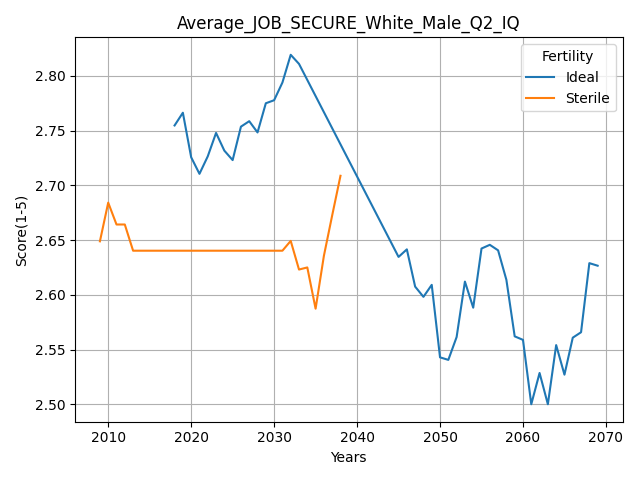 Average_JOB_SECURE_White_Male_Q2_IQ
Fertility
Ideal
Sterile
Score(1-5)
2.80
2.75
2.70
2.65
2.60
2.55
2.50
2010 2020 2030 2040 2050 2060 2070
Years